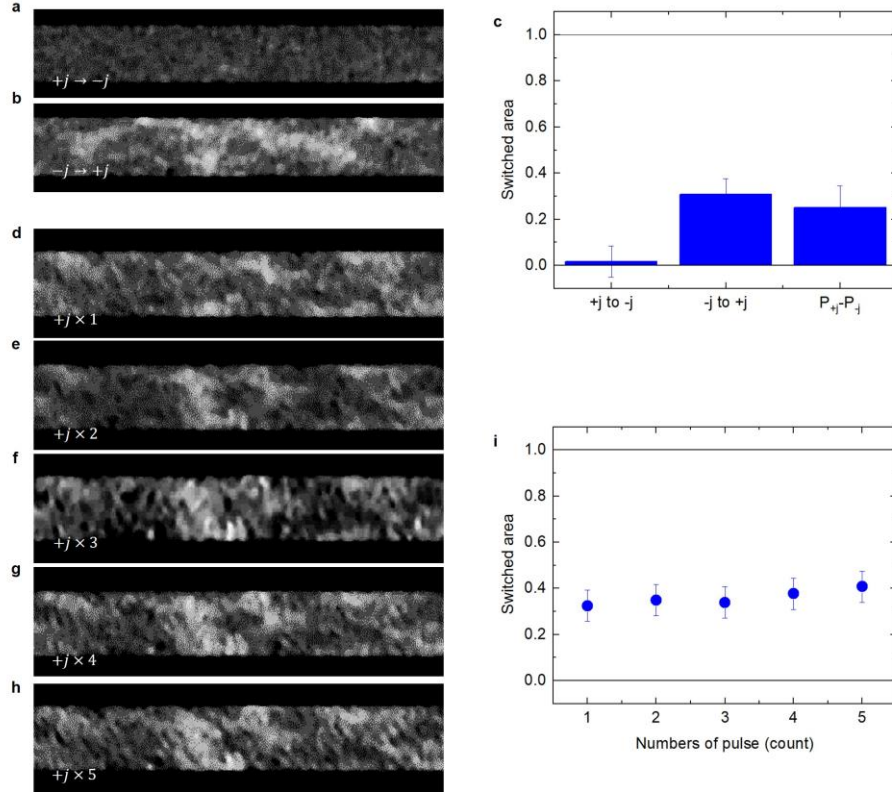 a
+j → −j
b
−j → +j
c
Switched area
1.0
0.8
0.6
0.4
0.2
0.0
+j to -j
-j to +j
P+j-P-j
d
+j × 1
e
+j × 2
f
+j × 3
g
+j × 4
h
+j × 5
i
Switched area
1.0
0.8
0.6
0.4
0.2
0.0
1 2 3 4 5
Numbers of pulse (count)